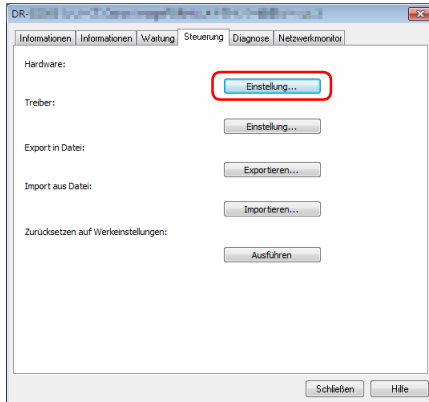 DR-
Informationen Informationen Wartung Steuerung Diagnose Netzwerkmonitor
Hardware:
Einstellung...
Treiber:
Einstellung...
Export in Datei:
Exportieren...
Import aus Datei:
Importieren...
Zurücksetzen auf Werkeinstellungen:
Ausführen
Schließen Hilfe